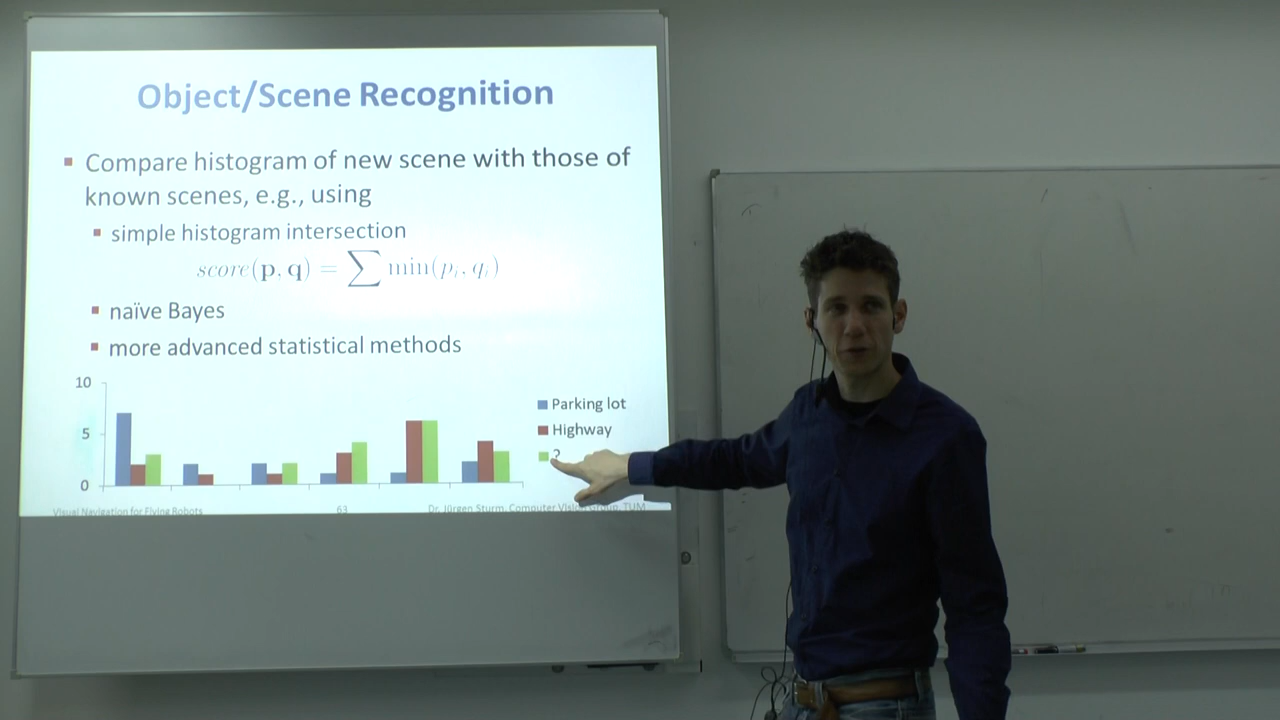 Object/Scene Recognition
Compare histogram of new scene with those of
known scenes, e.g., using
simple histogram intersection
score(p, q) = ∑ min(pᵢ, qᵢ)
naïve Bayes
more advanced statistical methods
10
5
0
Parking lot
Highway
?
Visual Navigation for Flying Robots
63
Dr. Jürgen Sturm, Computer Vision Group, TUM